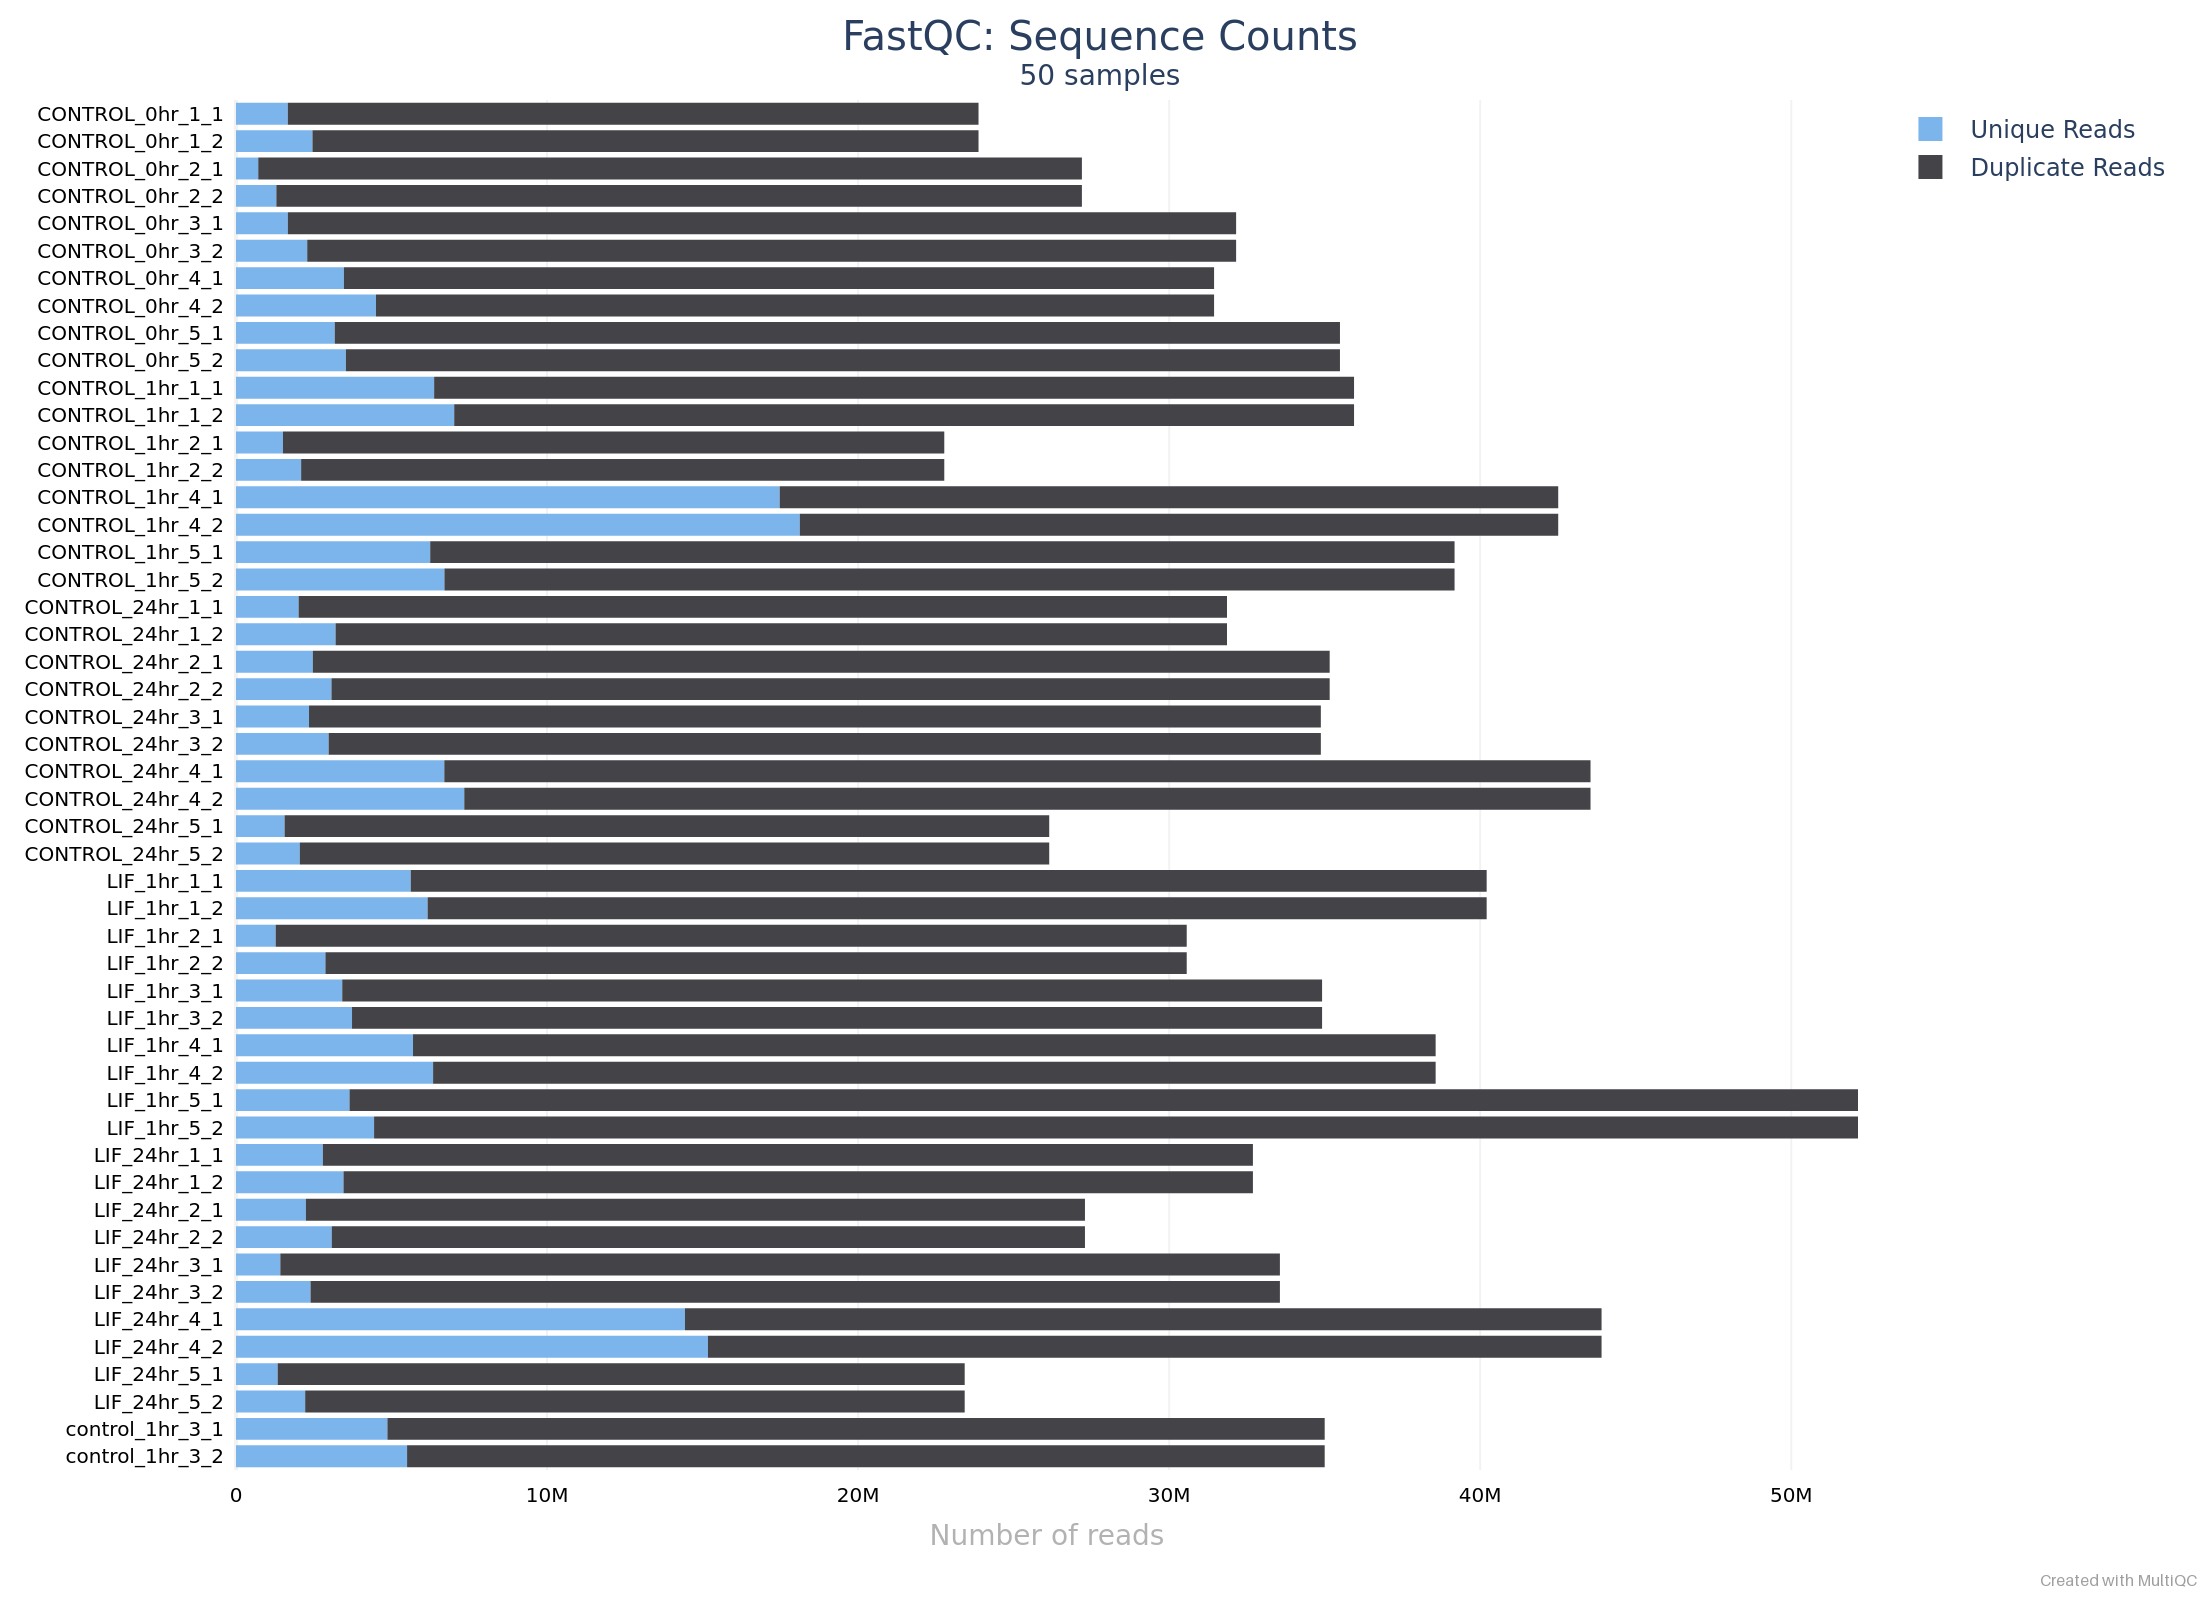 FastQC: Sequence Counts
50 samples
CONTROL_0hr_1_1
CONTROL_0hr_1_2
CONTROL_0hr_2_1
CONTROL_0hr_2_2
CONTROL_0hr_3_1
CONTROL_0hr_3_2
CONTROL_0hr_4_1
CONTROL_0hr_4_2
CONTROL_0hr_5_1
CONTROL_0hr_5_2
CONTROL_1hr_1_1
CONTROL_1hr_1_2
CONTROL_1hr_2_1
CONTROL_1hr_2_2
CONTROL_1hr_4_1
CONTROL_1hr_4_2
CONTROL_1hr_5_1
CONTROL_1hr_5_2
CONTROL_24hr_1_1
CONTROL_24hr_1_2
CONTROL_24hr_2_1
CONTROL_24hr_2_2
CONTROL_24hr_3_1
CONTROL_24hr_3_2
CONTROL_24hr_4_1
CONTROL_24hr_4_2
CONTROL_24hr_5_1
CONTROL_24hr_5_2
LIF_1hr_1_1
LIF_1hr_1_2
LIF_1hr_2_1
LIF_1hr_2_2
LIF_1hr_3_1
LIF_1hr_3_2
LIF_1hr_4_1
LIF_1hr_4_2
LIF_1hr_5_1
LIF_1hr_5_2
LIF_24hr_1_1
LIF_24hr_1_2
LIF_24hr_2_1
LIF_24hr_2_2
LIF_24hr_3_1
LIF_24hr_3_2
LIF_24hr_4_1
LIF_24hr_4_2
LIF_24hr_5_1
LIF_24hr_5_2
control_1hr_3_1
control_1hr_3_2
0 10M 20M 30M 40M 50M
Number of reads
Unique Reads
Duplicate Reads
Created with MultiQC